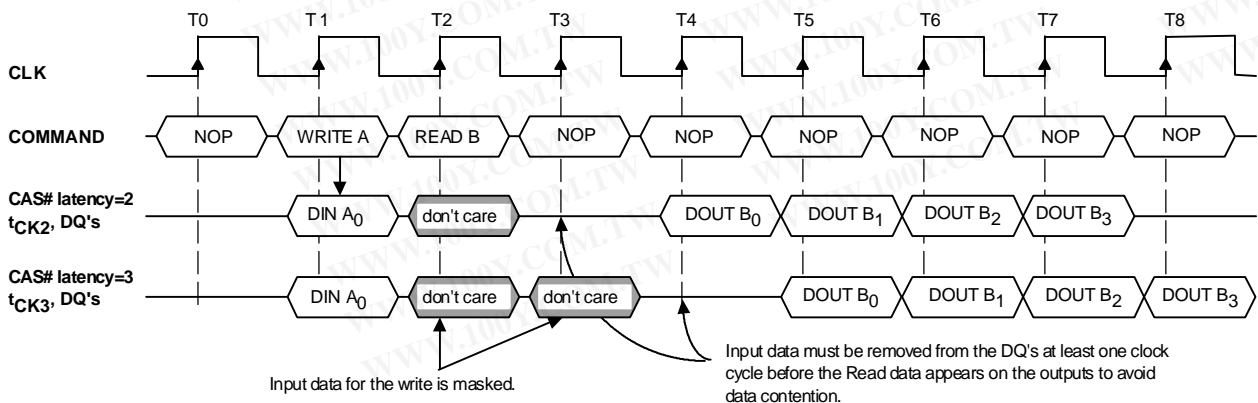 T0 T1 T2 T3 T4 T5 T6 T7 T8
CLK
COMMAND NOP WRITE A READ B NOP NOP NOP NOP NOP NOP
CAS# latency=2
tCK2, DQ's DIN A0 don't care DOUT B0 DOUT B1 DOUT B2 DOUT B3
CAS# latency=3
tCK3, DQ's DIN A0 don't care don't care DOUT B0 DOUT B1 DOUT B2 DOUT B3
Input data for the write is masked.
Input data must be removed from the DQ's at least one clock
cycle before the Read data appears on the outputs to avoid
data contention.
WWW.100Y.COM.TW